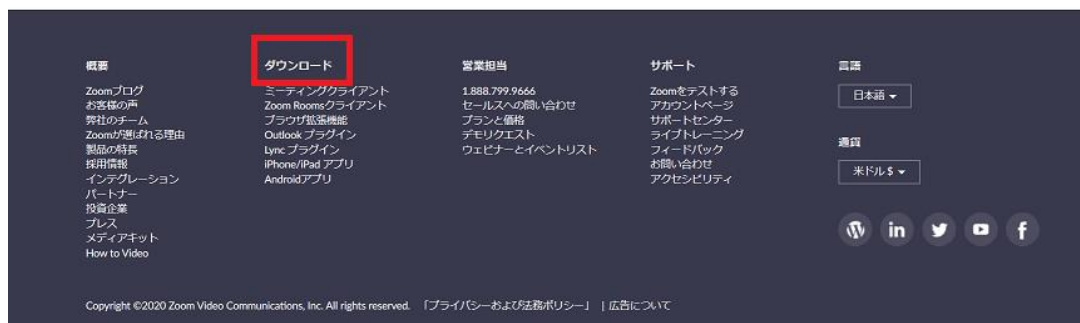 概要
Zoomブログ
お客様の声
弊社のチーム
Zoomが選ばれる理由
製品の特長
採用情報
インテグレーション
パートナー
投資企業
プレス
メディアキット
How to Video
ダウンロード
ミーティングクライアント
Zoom Roomsクライアント
ブラウザ拡張機能
Outlook プラグイン
Lync プラグイン
iPhone/iPad アプリ
Androidアプリ
営業担当
1.888.799.9666
セールスへの問い合わせ
プランと価格
デモリクエスト
ウェビナーとイベントリスト
サポート
Zoomをテストする
アカウントページ
サポートセンター
ライブトレーニング
フィードバック
お問い合わせ
アクセシビリティ
言語
日本語
通貨
米ドル $
Copyright ©2020 Zoom Video Communications, Inc. All rights reserved. 「プライバシーおよび法務ポリシー」 | 広告について